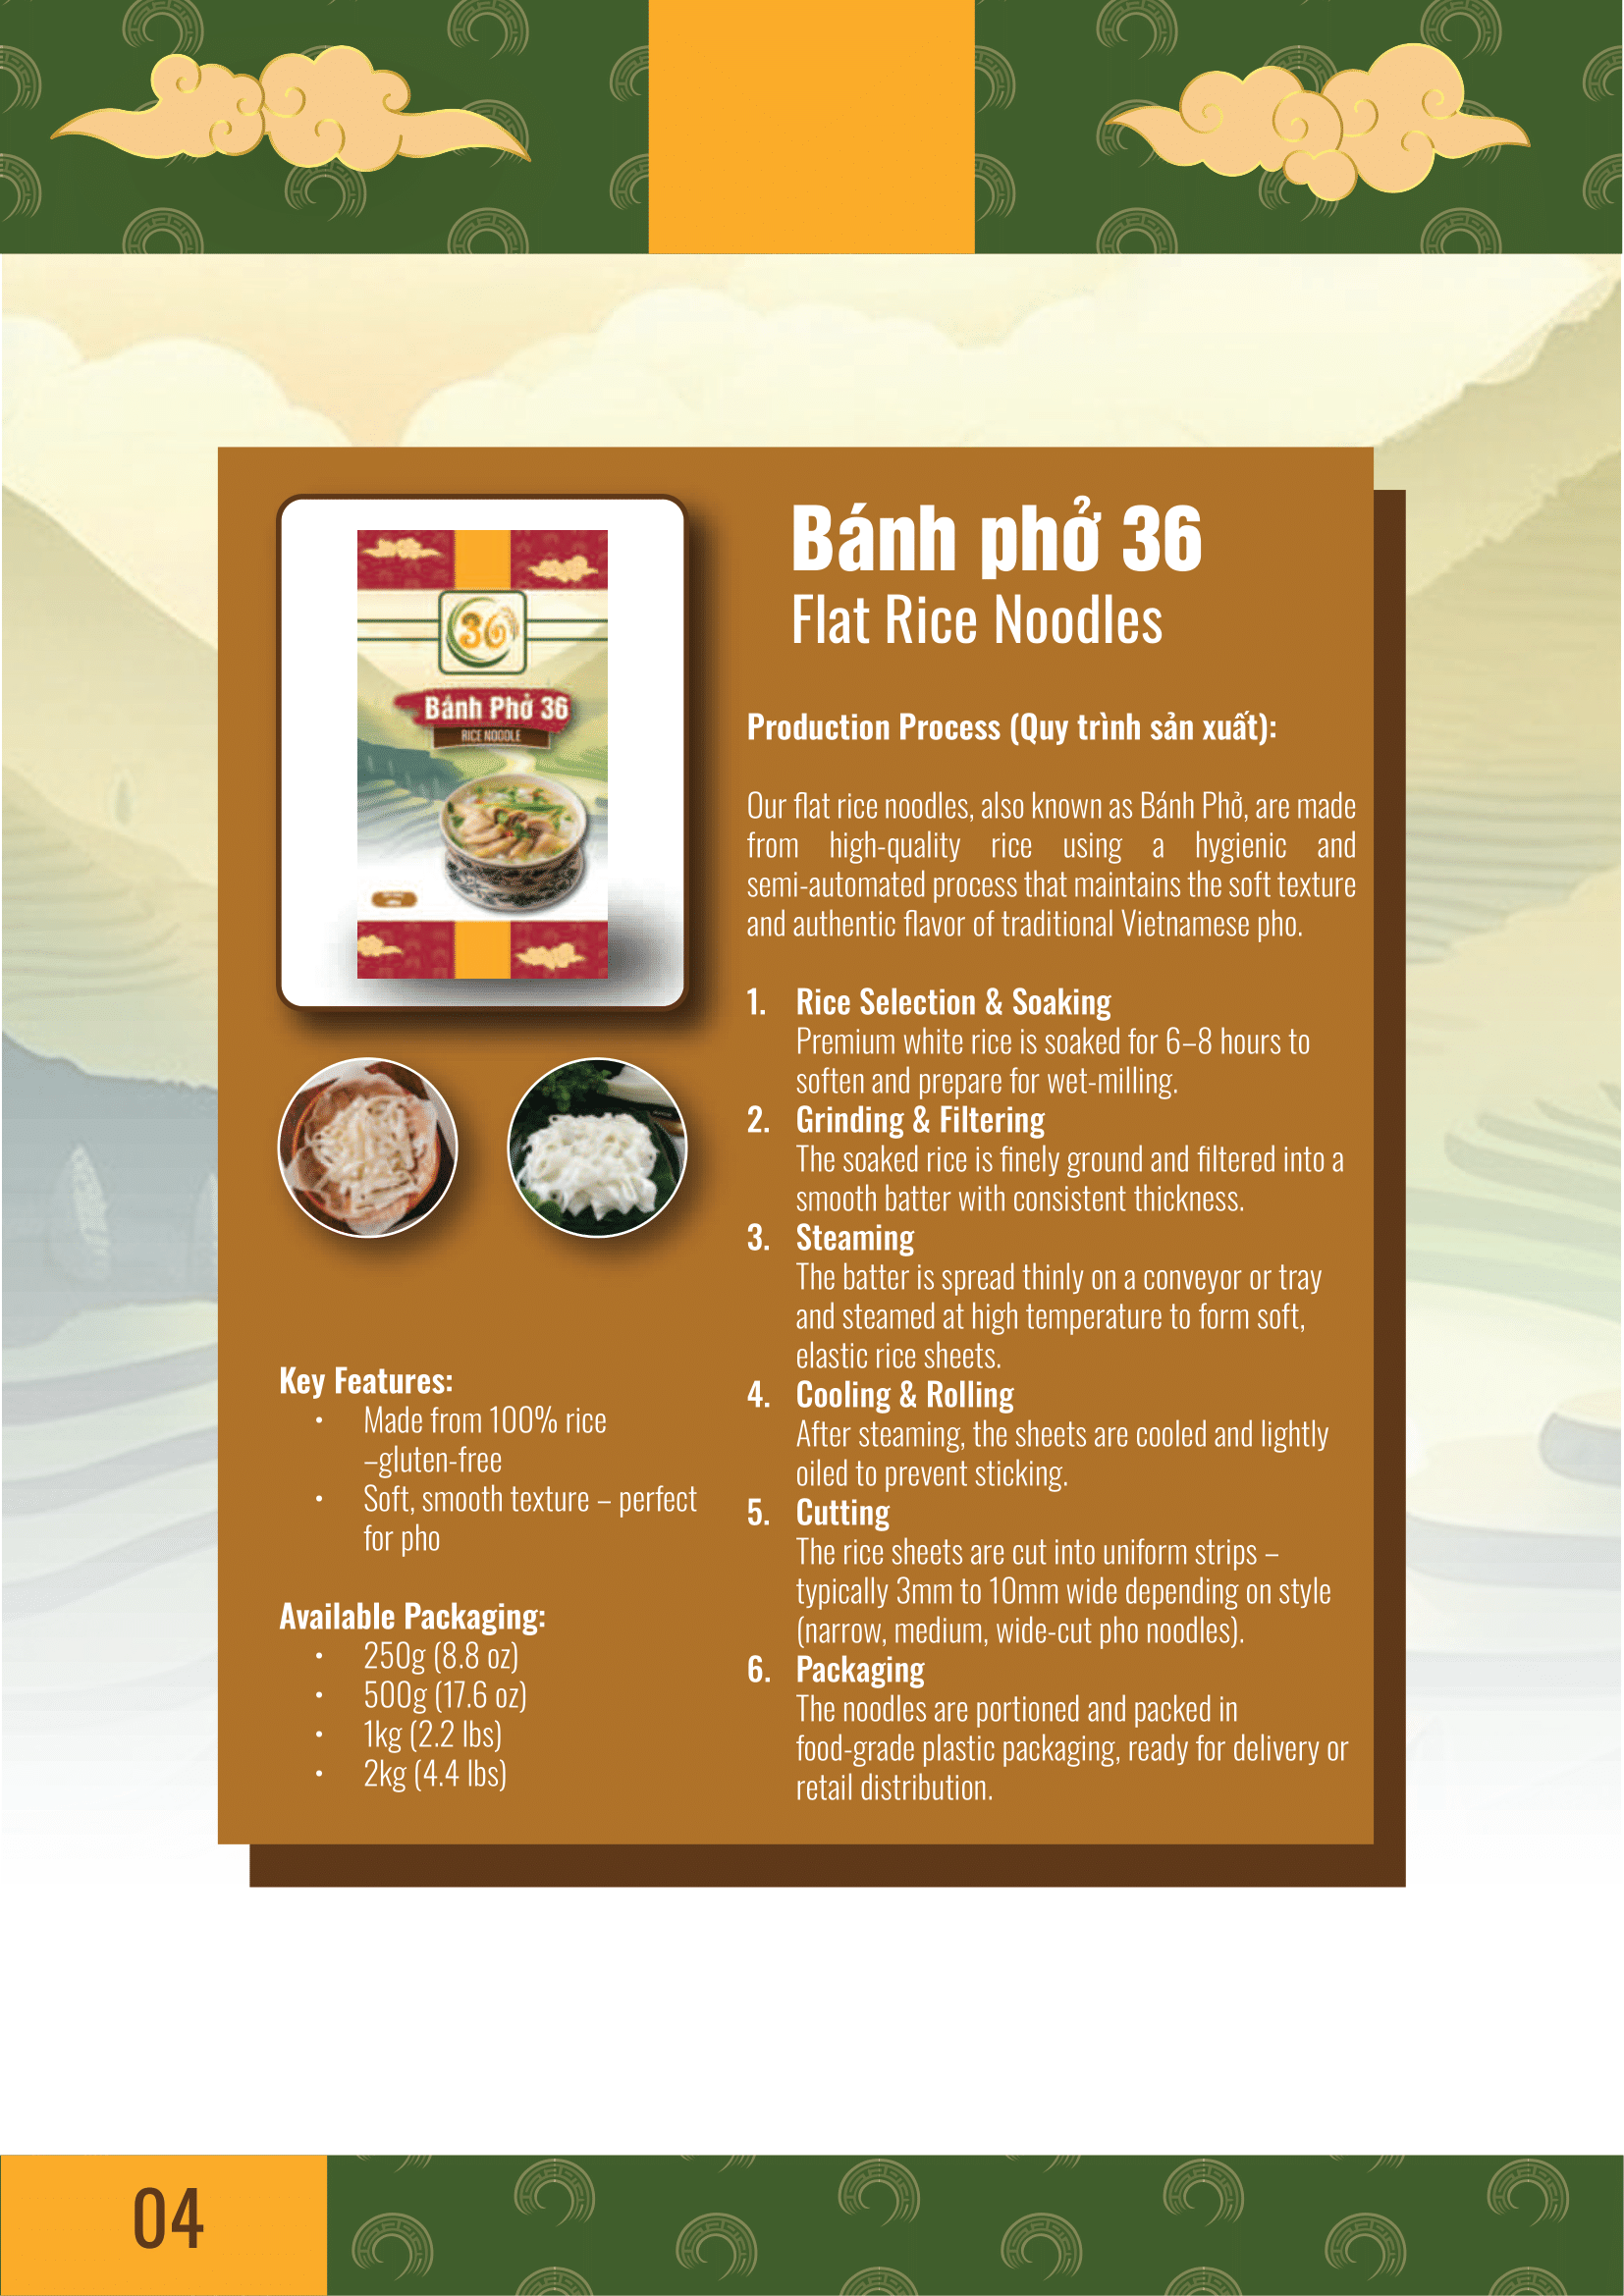 36
Bánh Phở 36
RICE NOODLE
Bánh phở 36
Flat Rice Noodles
Production Process (Quy trình sản xuất):
Our flat rice noodles, also known as Bánh Phở, are made
from high-quality rice using a hygienic and
semi-automated process that maintains the soft texture
and authentic flavor of traditional Vietnamese pho.
1. Rice Selection & Soaking
Premium white rice is soaked for 6–8 hours to
soften and prepare for wet-milling.
2. Grinding & Filtering
The soaked rice is finely ground and filtered into a
smooth batter with consistent thickness.
3. Steaming
The batter is spread thinly on a conveyor or tray
and steamed at high temperature to form soft,
elastic rice sheets.
4. Cooling & Rolling
After steaming, the sheets are cooled and lightly
oiled to prevent sticking.
5. Cutting
The rice sheets are cut into uniform strips –
typically 3mm to 10mm wide depending on style
(narrow, medium, wide-cut pho noodles).
6. Packaging
The noodles are portioned and packed in
food-grade plastic packaging, ready for delivery or
retail distribution.
Key Features:
• Made from 100% rice
–gluten-free
• Soft, smooth texture – perfect
for pho
Available Packaging:
• 250g (8.8 oz)
• 500g (17.6 oz)
• 1kg (2.2 lbs)
• 2kg (4.4 lbs)
04